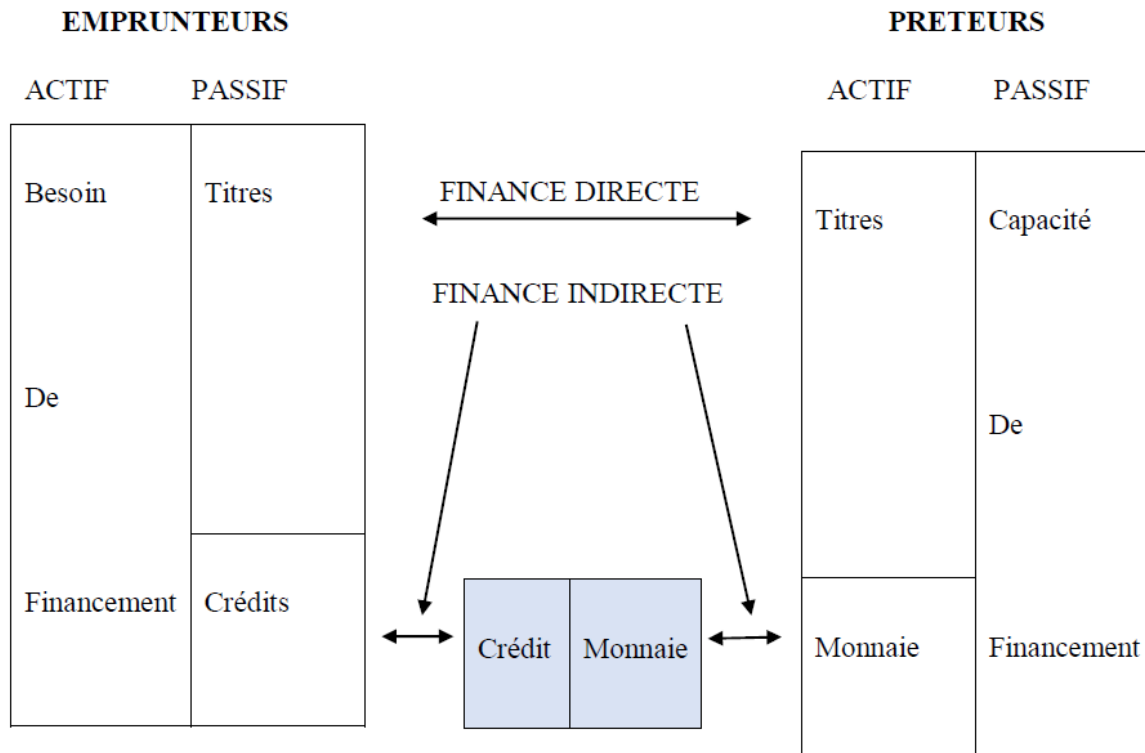 EMPRUNTEURS
PRETEURS
ACTIF PASSIF
ACTIF PASSIF
Besoin Titres
FINANCE DIRECTE
Titres Capacité
FINANCE INDIRECTE
De
De
Financement Crédits
Crédit Monnaie
Monnaie Financement